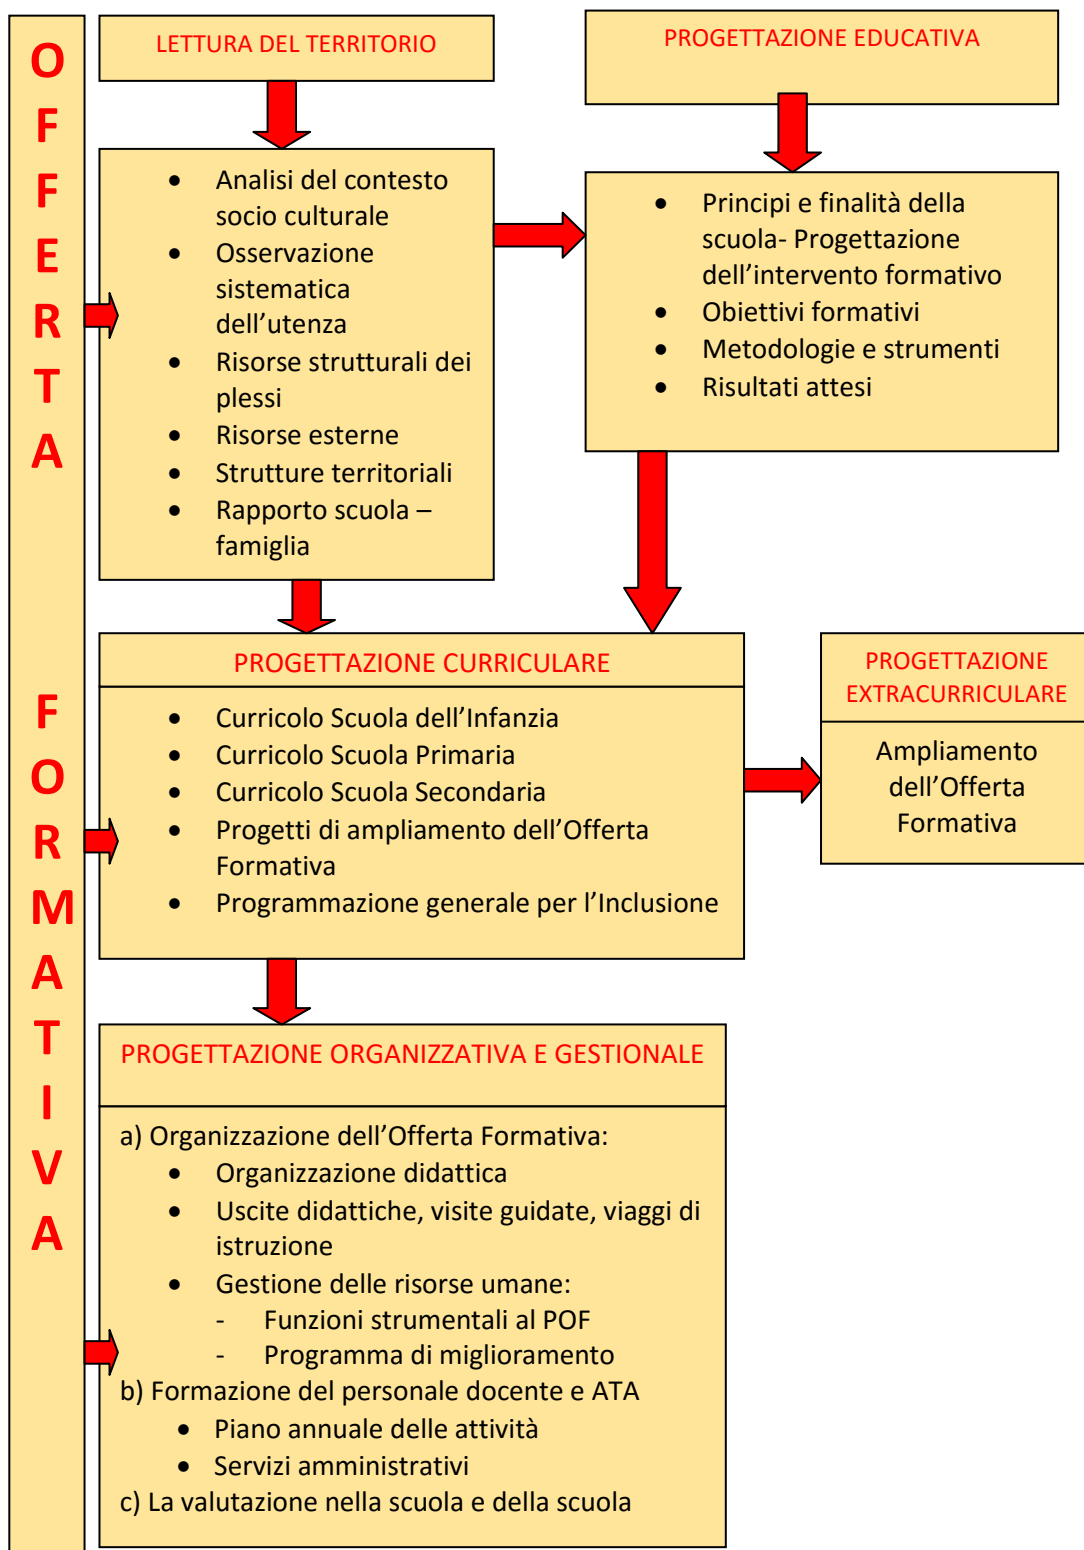 OFFERTA FORMATIVA
LETTURA DEL TERRITORIO
PROGETTAZIONE EDUCATIVA
• Analisi del contesto
socio culturale
• Osservazione
sistematica
dell’utenza
• Risorse strutturali dei
plessi
• Risorse esterne
• Strutture territoriali
• Rapporto scuola –
famiglia
• Principi e finalità della
scuola- Progettazione
dell’intervento formativo
• Obiettivi formativi
• Metodologie e strumenti
• Risultati attesi
PROGETTAZIONE CURRICULARE
• Curricolo Scuola dell’Infanzia
• Curricolo Scuola Primaria
• Curricolo Scuola Secondaria
• Progetti di ampliamento dell’Offerta
Formativa
• Programmazione generale per l’Inclusione
PROGETTAZIONE
EXTRACURRICULARE
Ampliamento
dell’Offerta
Formativa
PROGETTAZIONE ORGANIZZATIVA E GESTIONALE
a) Organizzazione dell’Offerta Formativa:
• Organizzazione didattica
• Uscite didattiche, visite guidate, viaggi di
istruzione
• Gestione delle risorse umane:
- Funzioni strumentali al POF
- Programma di miglioramento
b) Formazione del personale docente e ATA
• Piano annuale delle attività
• Servizi amministrativi
c) La valutazione nella scuola e della scuola